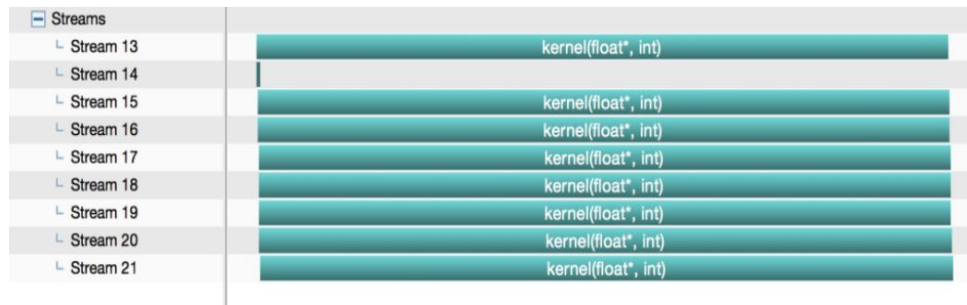 Streams
Stream 13 kernel(float*, int)
Stream 14
Stream 15 kernel(float*, int)
Stream 16 kernel(float*, int)
Stream 17 kernel(float*, int)
Stream 18 kernel(float*, int)
Stream 19 kernel(float*, int)
Stream 20 kernel(float*, int)
Stream 21 kernel(float*, int)